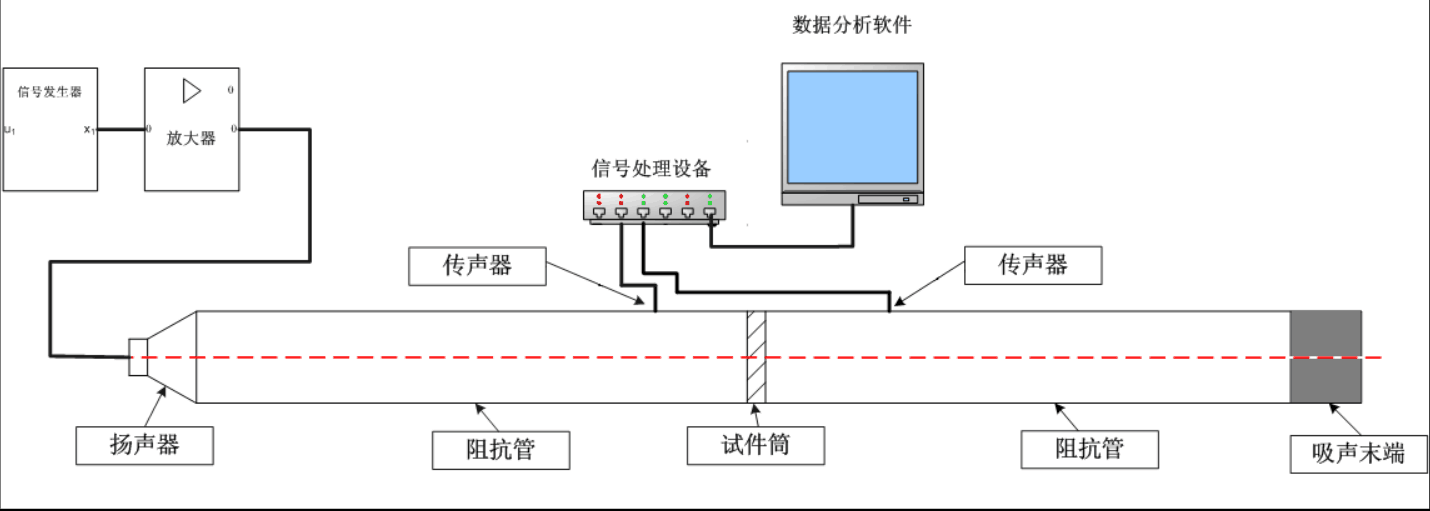 数据分析软件
信号发生器
u1
x1
0
0
放大器
0
信号处理设备
传声器
传声器
扬声器
阻抗管
试件筒
阻抗管
吸声末端